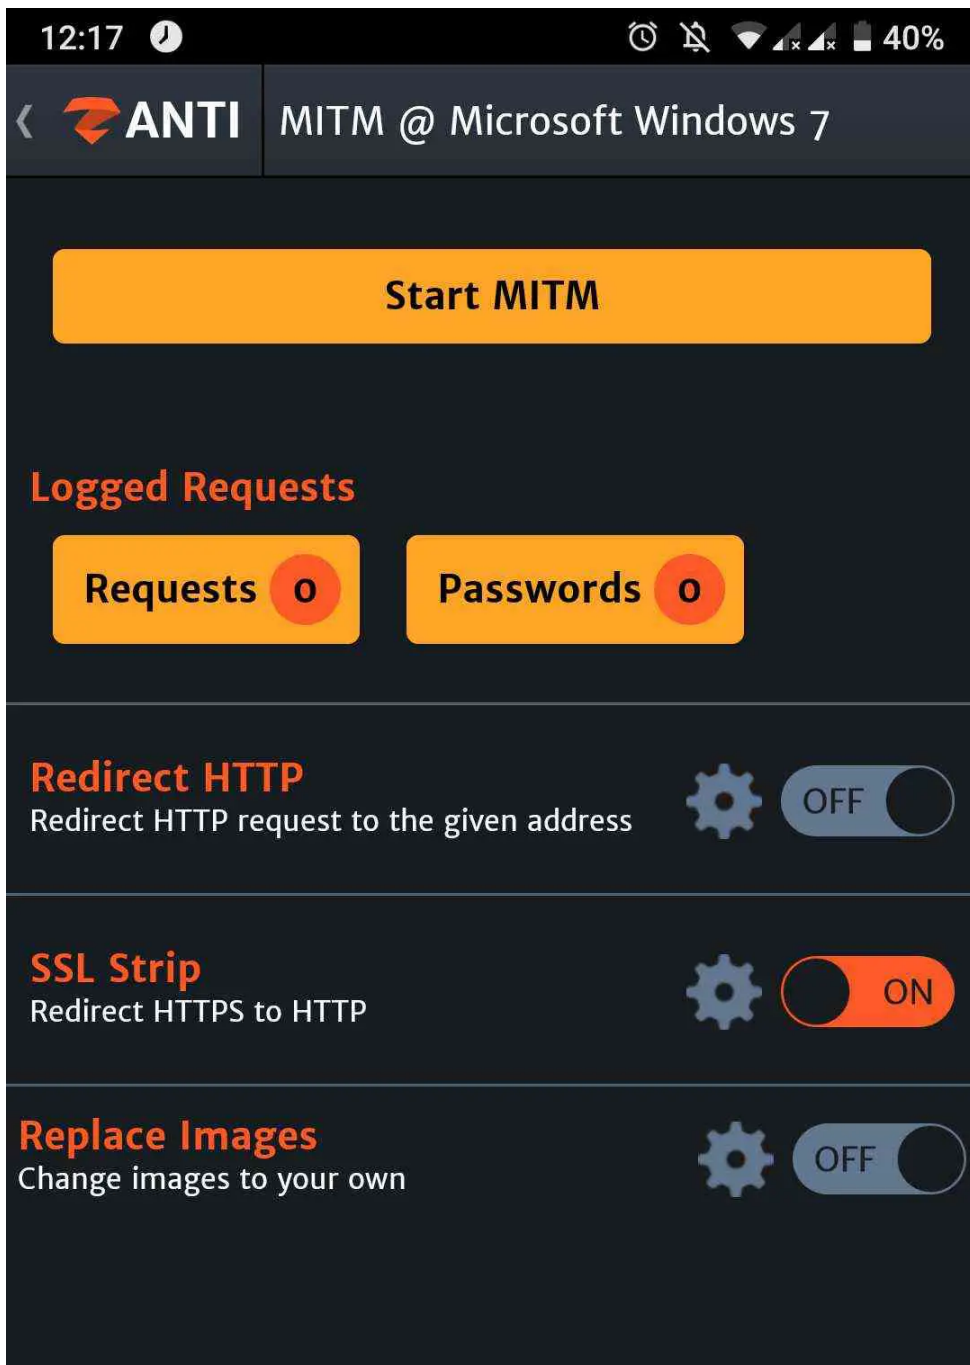 12:17 40%
ZANTI MITM @ Microsoft Windows 7
Start MITM
Logged Requests
Requests 0 Passwords 0
Redirect HTTP
Redirect HTTP request to the given address
OFF
SSL Strip
Redirect HTTPS to HTTP
ON
Replace Images
Change images to your own
OFF